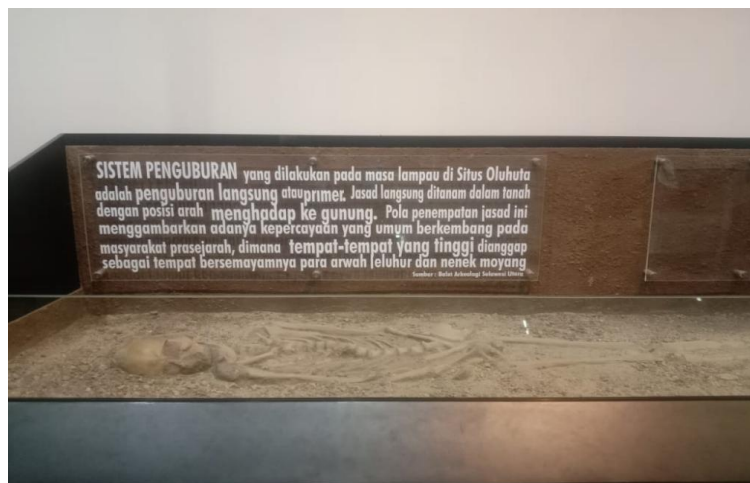 SISTEM PENGUBURAN yang dilakukan pada masa lampau di Situs Oluhuta
adalah penguburan langsung atau primer. Jasad langsung ditanam dalam tanah
dengan posisi arah menghadap ke gunung. Pola penempatan jasad ini
menggambarkan adanya kepercayaan yang umum berkembang pada
masyarakat prasejarah, dimana tempat-tempat yang tinggi dianggap
sebagai tempat bersemayamnya para arwah leluhur dan nenek moyang
Sumber : Balai Arkeologi Sulawesi Utara